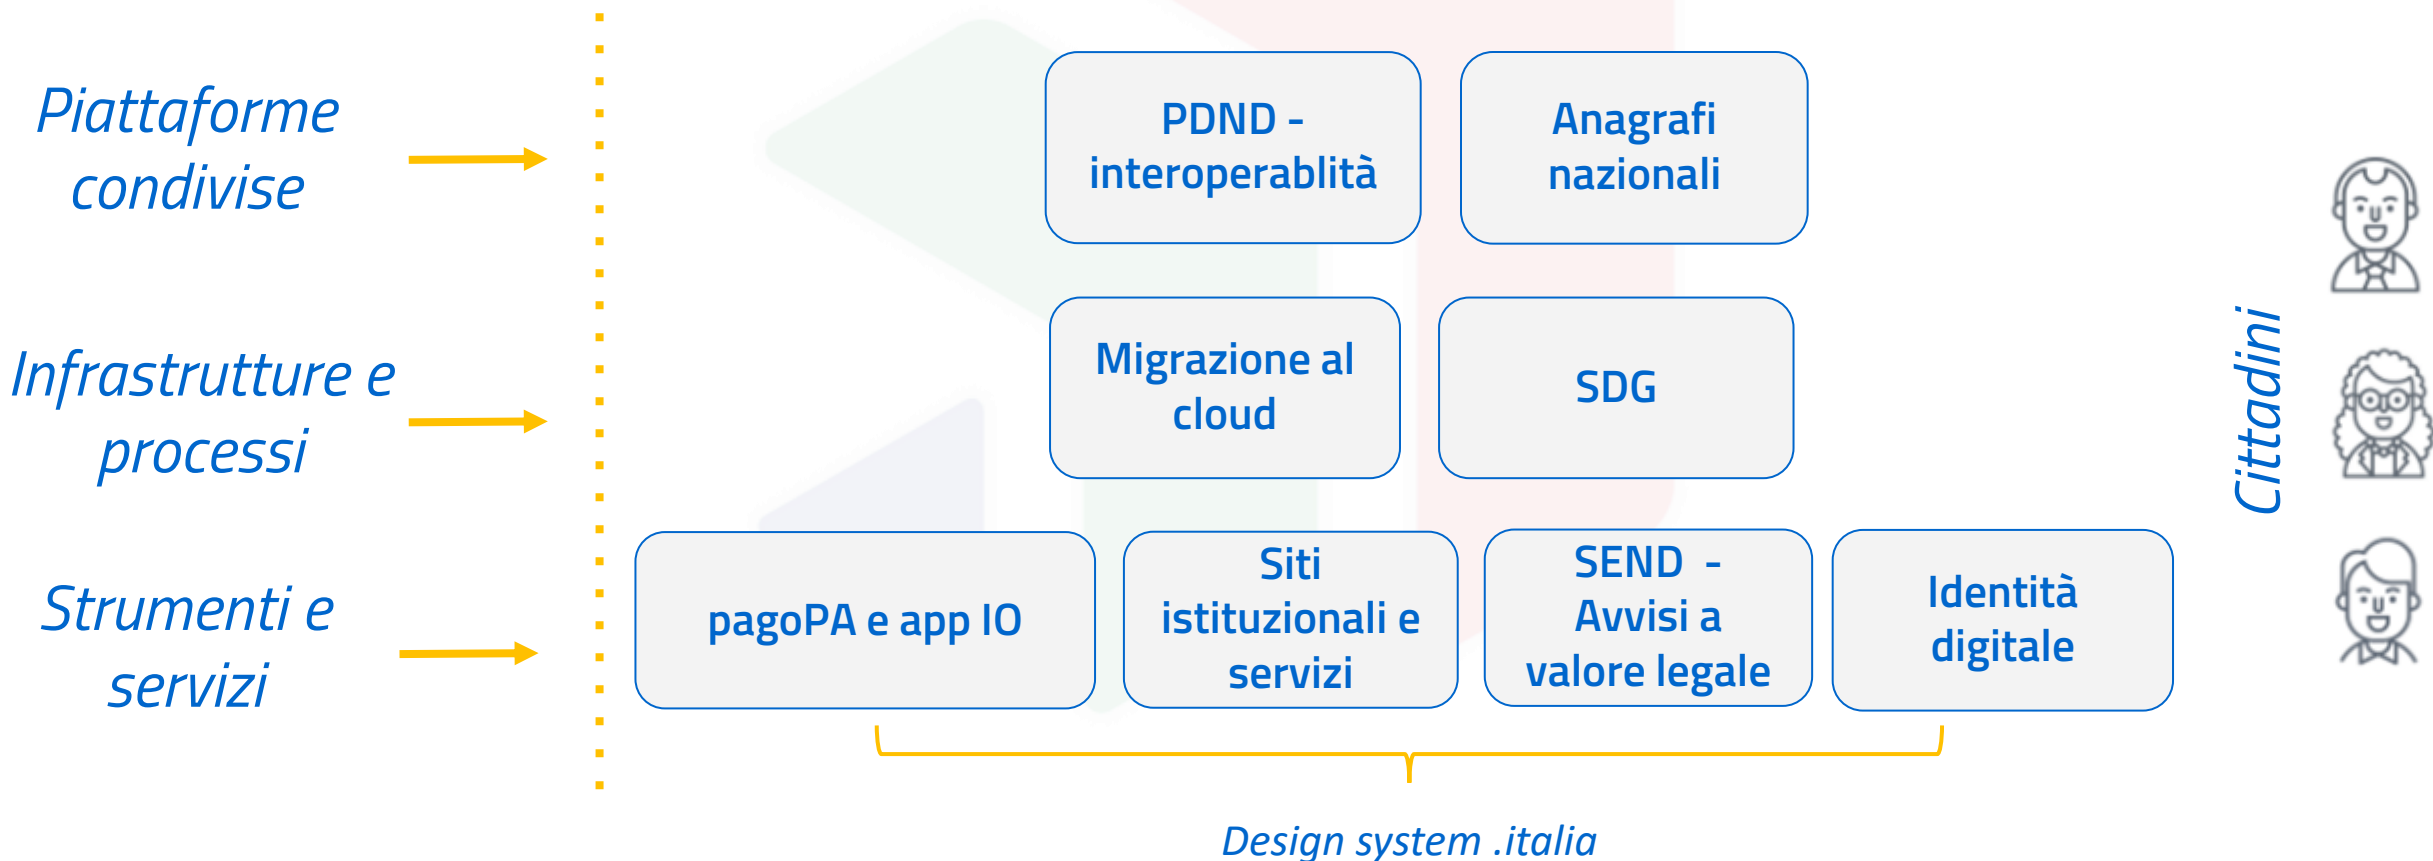 Piattaforme
condivise
PDND -
interoperablità
Anagrafi
nazionali
Infrastrutture e
processi
Migrazione al
cloud
SDG
Strumenti e
servizi
pagoPA e app IO
Siti
istituzionali e
servizi
SEND  -
Avvisi a
valore legale
Identità
digitale
Cittadini
Design system .italia